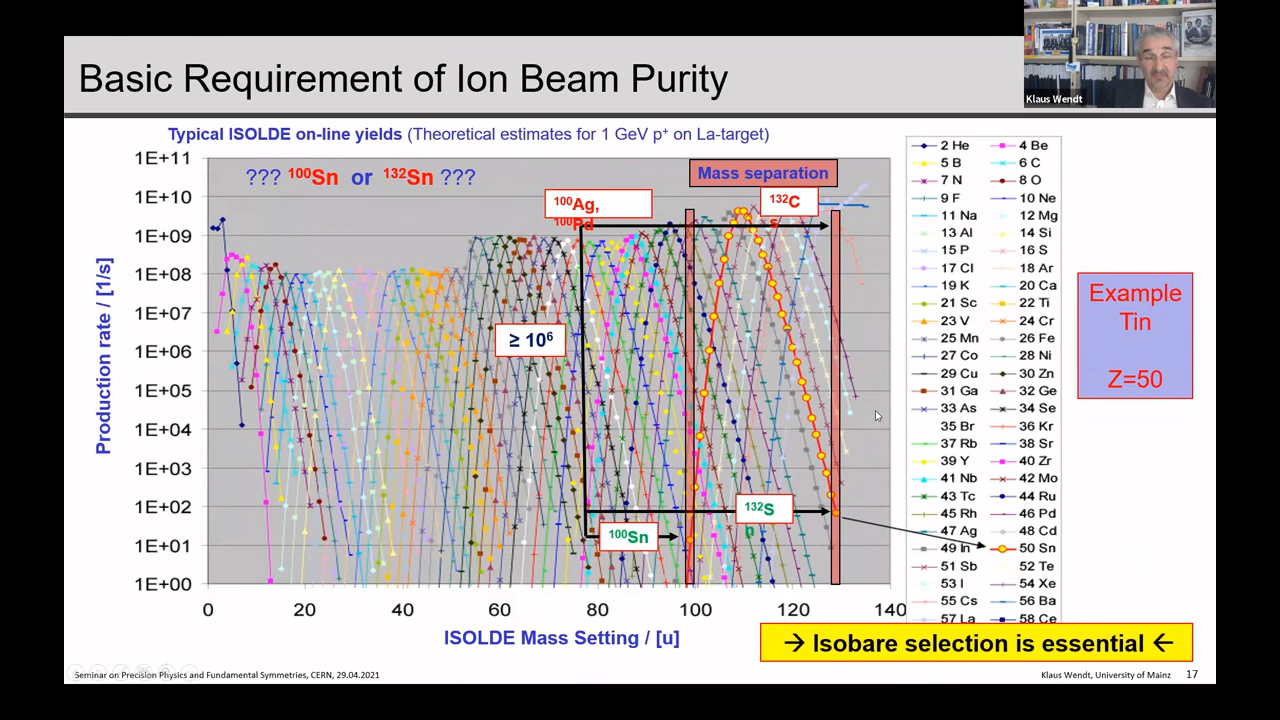 Klaus Wendt
Basic Requirement of Ion Beam Purity
Typical ISOLDE on-line yields (Theoretical estimates for 1 GeV p⁺ on La-target)
??? ¹⁰⁰Sn or ¹³²Sn ???
Mass separation
¹⁰⁰Ag,
¹⁰⁰Pd
¹³²C
s
≥ 10⁶
¹³²S
n
¹⁰⁰Sn
Production rate / [1/s]
1E+11
1E+10
1E+09
1E+08
1E+07
1E+06
1E+05
1E+04
1E+03
1E+02
1E+01
1E+00
0 20 40 60 80 100 120 140
ISOLDE Mass Setting / [u]
2 He 4 Be
5 B 6 C
7 N 8 O
9 F 10 Ne
11 Na 12 Mg
13 Al 14 Si
15 P 16 S
17 Cl 18 Ar
19 K 20 Ca
21 Sc 22 Ti
23 V 24 Cr
25 Mn 26 Fe
27 Co 28 Ni
29 Cu 30 Zn
31 Ga 32 Ge
33 As 34 Se
35 Br 36 Kr
37 Rb 38 Sr
39 Y 40 Zr
41 Nb 42 Mo
43 Tc 44 Ru
45 Rh 46 Pd
47 Ag 48 Cd
49 In 50 Sn
51 Sb 52 Te
53 I 54 Xe
55 Cs 56 Ba
57 La 58 Ce
Example
Tin
Z=50
→ Isobare selection is essential ←
Seminar on Precision Physics and Fundamental Symmetries, CERN, 29.04.2021
Klaus Wendt, University of Mainz 17